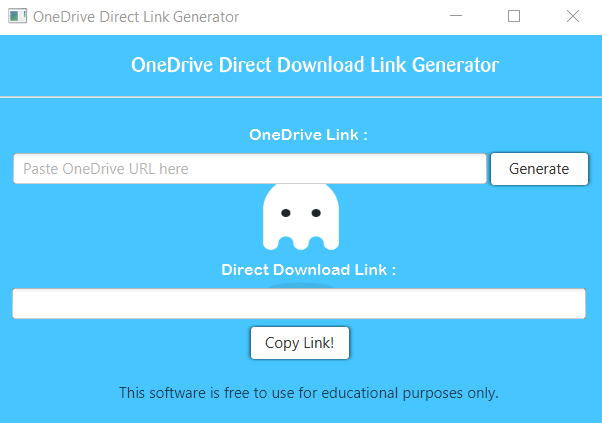 OneDrive Direct Link Generator
OneDrive Direct Download Link Generator
OneDrive Link :
Paste OneDrive URL here
Generate
Direct Download Link :
Copy Link!
This software is free to use for educational purposes only.